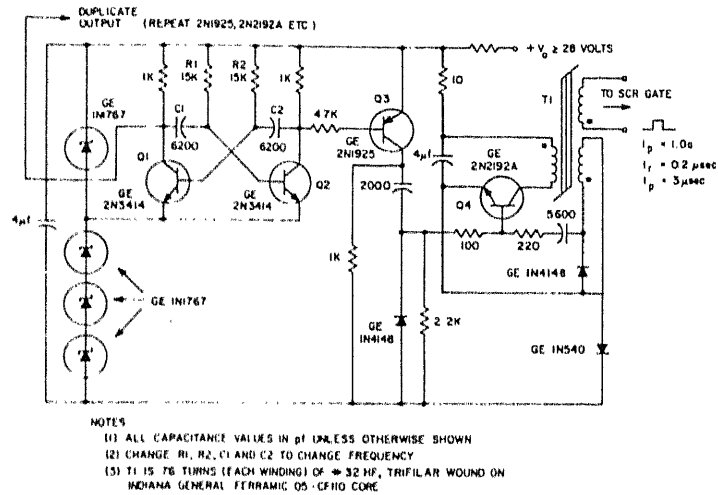 DUPLICATE
OUTPUT (REPEAT 2N1925, 2N2192A ETC)
+ Vₐ ≥ 28 VOLTS
1K
R1
15K
R2
15K
1K
10
T1
TO SCR GATE
GE
1N1767
C1
6200
C2
6200
47K
Q3
GE
2N1925
4μf
GE
2N2192A
Ip = 1.0a
tr = 0.2 μsec
tp = 3 μsec
Q1
Q2
GE
2N3414
GE
2N3414
2000
Q4
5600
4μf
1K
100
220
GE 1N4148
GE 1N1767
GE
1N4148
2.2K
GE 1N540
NOTES
(1) ALL CAPACITANCE VALUES IN pf UNLESS OTHERWISE SHOWN
(2) CHANGE R1, R2, C1 AND C2 TO CHANGE FREQUENCY
(3) T1 IS 76 TURNS (EACH WINDING) OF # 32 HF, TRIFILAR WOUND ON
INDIANA GENERAL FERRAMIC 05 - CF110 CORE